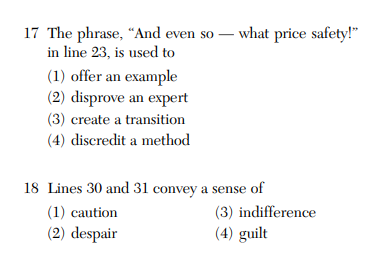 17 The phrase, “And even so — what price safety!”
in line 23, is used to
(1) offer an example
(2) disprove an expert
(3) create a transition
(4) discredit a method
18 Lines 30 and 31 convey a sense of
(1) caution (3) indifference
(2) despair (4) guilt